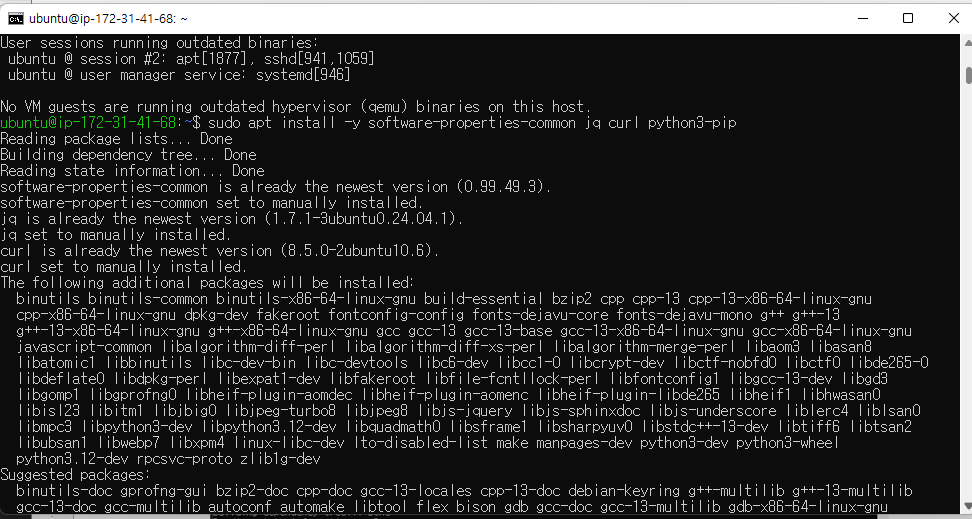 ubuntu@ip-172-31-41-68: ~
User sessions running outdated binaries:
ubuntu @ session #2: apt[1877], sshd[941,1059]
ubuntu @ user manager service: systemd[946]
No VM guests are running outdated hypervisor (qemu) binaries on this host.
ubuntu@ip-172-31-41-68:~$ sudo apt install -y software-properties-common jq curl python3-pip
Reading package lists... Done
Building dependency tree... Done
Reading state information... Done
software-properties-common is already the newest version (0.99.49.3).
software-properties-common set to manually installed.
jq is already the newest version (1.7.1-3ubuntu0.24.04.1).
jq set to manually installed.
curl is already the newest version (8.5.0-2ubuntu10.6).
curl set to manually installed.
The following additional packages will be installed:
binutils binutils-common binutils-x86-64-linux-gnu build-essential bzip2 cpp cpp-13 cpp-13-x86-64-linux-gnu
cpp-x86-64-linux-gnu dpkg-dev fakeroot fontconfig-config fonts-dejavu-core fonts-dejavu-mono g++ g++-13
g++-13-x86-64-linux-gnu g++-x86-64-linux-gnu gcc gcc-13 gcc-13-base gcc-13-x86-64-linux-gnu gcc-x86-64-linux-gnu
javascript-common libalgorithm-diff-perl libalgorithm-diff-xs-perl libalgorithm-merge-perl libaom3 libasan8
libatomic1 libbinutils libc-dev-bin libc-devtools libc6-dev libcc1-0 libcrypt-dev libctf-nobfd0 libctf0 libde265-0
libdeflate0 libdpkg-perl libexpat1-dev libfakeroot libfile-fcntllock-perl libfontconfig1 libgcc-13-dev libgd3
libgomp1 libgprofng0 libheif-plugin-aomdec libheif-plugin-aomenc libheif-plugin-libde265 libheif1 libhwasan0
libisl23 libitm1 libjbig0 libjpeg-turbo8 libjpeg8 libjs-jquery libjs-sphinxdoc libjs-underscore liblerc4 liblsan0
libmpc3 libpython3-dev libpython3.12-dev libquadmath0 libsframe1 libsharpyuv0 libstdc++-13-dev libtiff6 libtsan2
libubsan1 libwebp7 libxpm4 linux-libc-dev lto-disabled-list make manpages-dev python3-dev python3-wheel
python3.12-dev rpcsvc-proto zlib1g-dev
Suggested packages:
binutils-doc gprofng-gui bzip2-doc cpp-doc gcc-13-locales cpp-13-doc debian-keyring g++-multilib g++-13-multilib
gcc-13-doc gcc-multilib autoconf automake libtool flex bison gdb gcc-doc gcc-13-multilib gdb-x86-64-linux-gnu